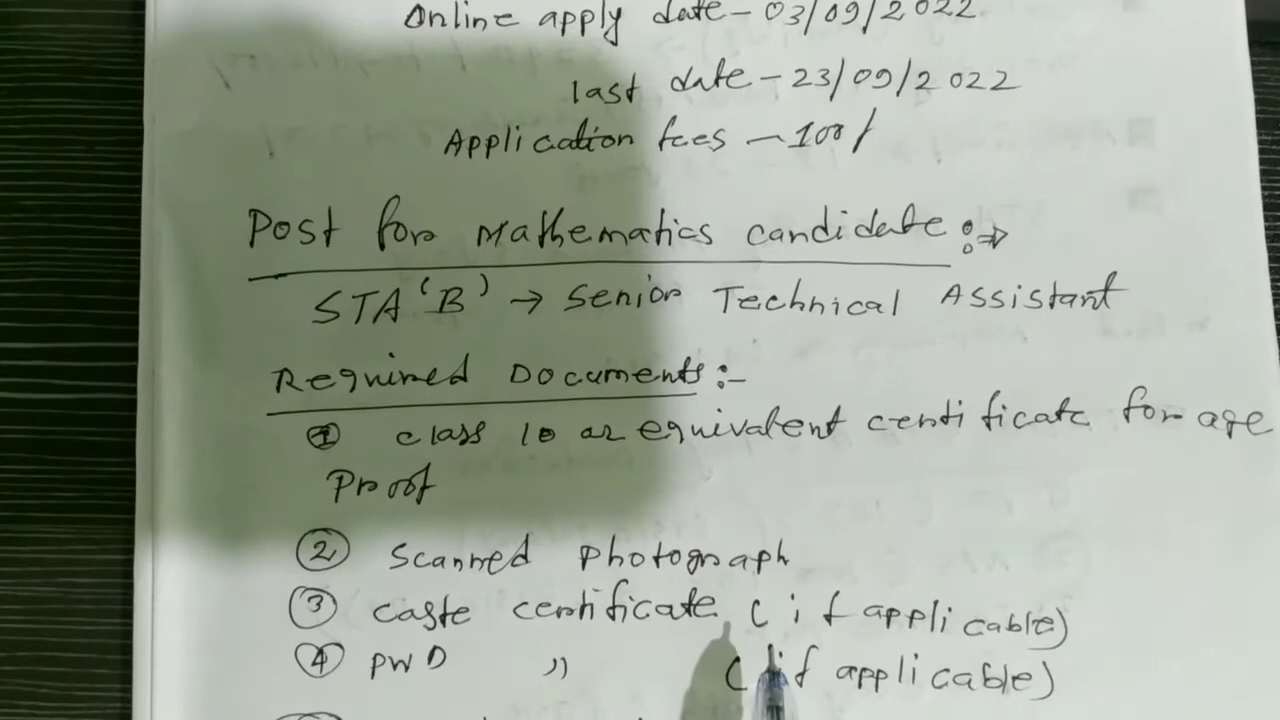 Online apply date - 03/09/2022
last date - 23/09/2022
Application fees - 100/
Post for Mathematics candidate :⇒
STA 'B' → Senior Technical Assistant
Required Documents :-
① class 10 or equivalent certificate for age
Proof
② Scanned photograph
③ caste certificate (if applicable)
④ PWD " (if applicable)